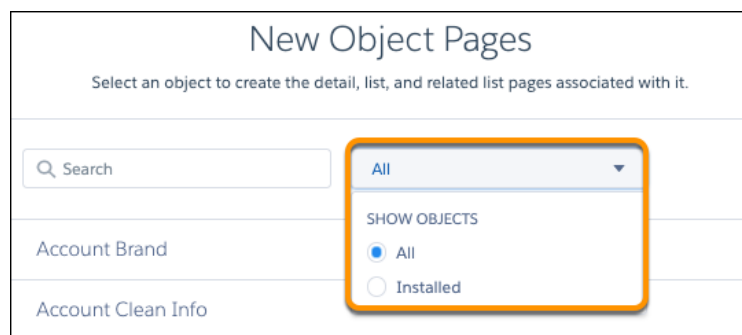 New Object Pages
Select an object to create the detail, list, and related list pages associated with it.
Search
All
SHOW OBJECTS
All
Installed
Account Brand
Account Clean Info